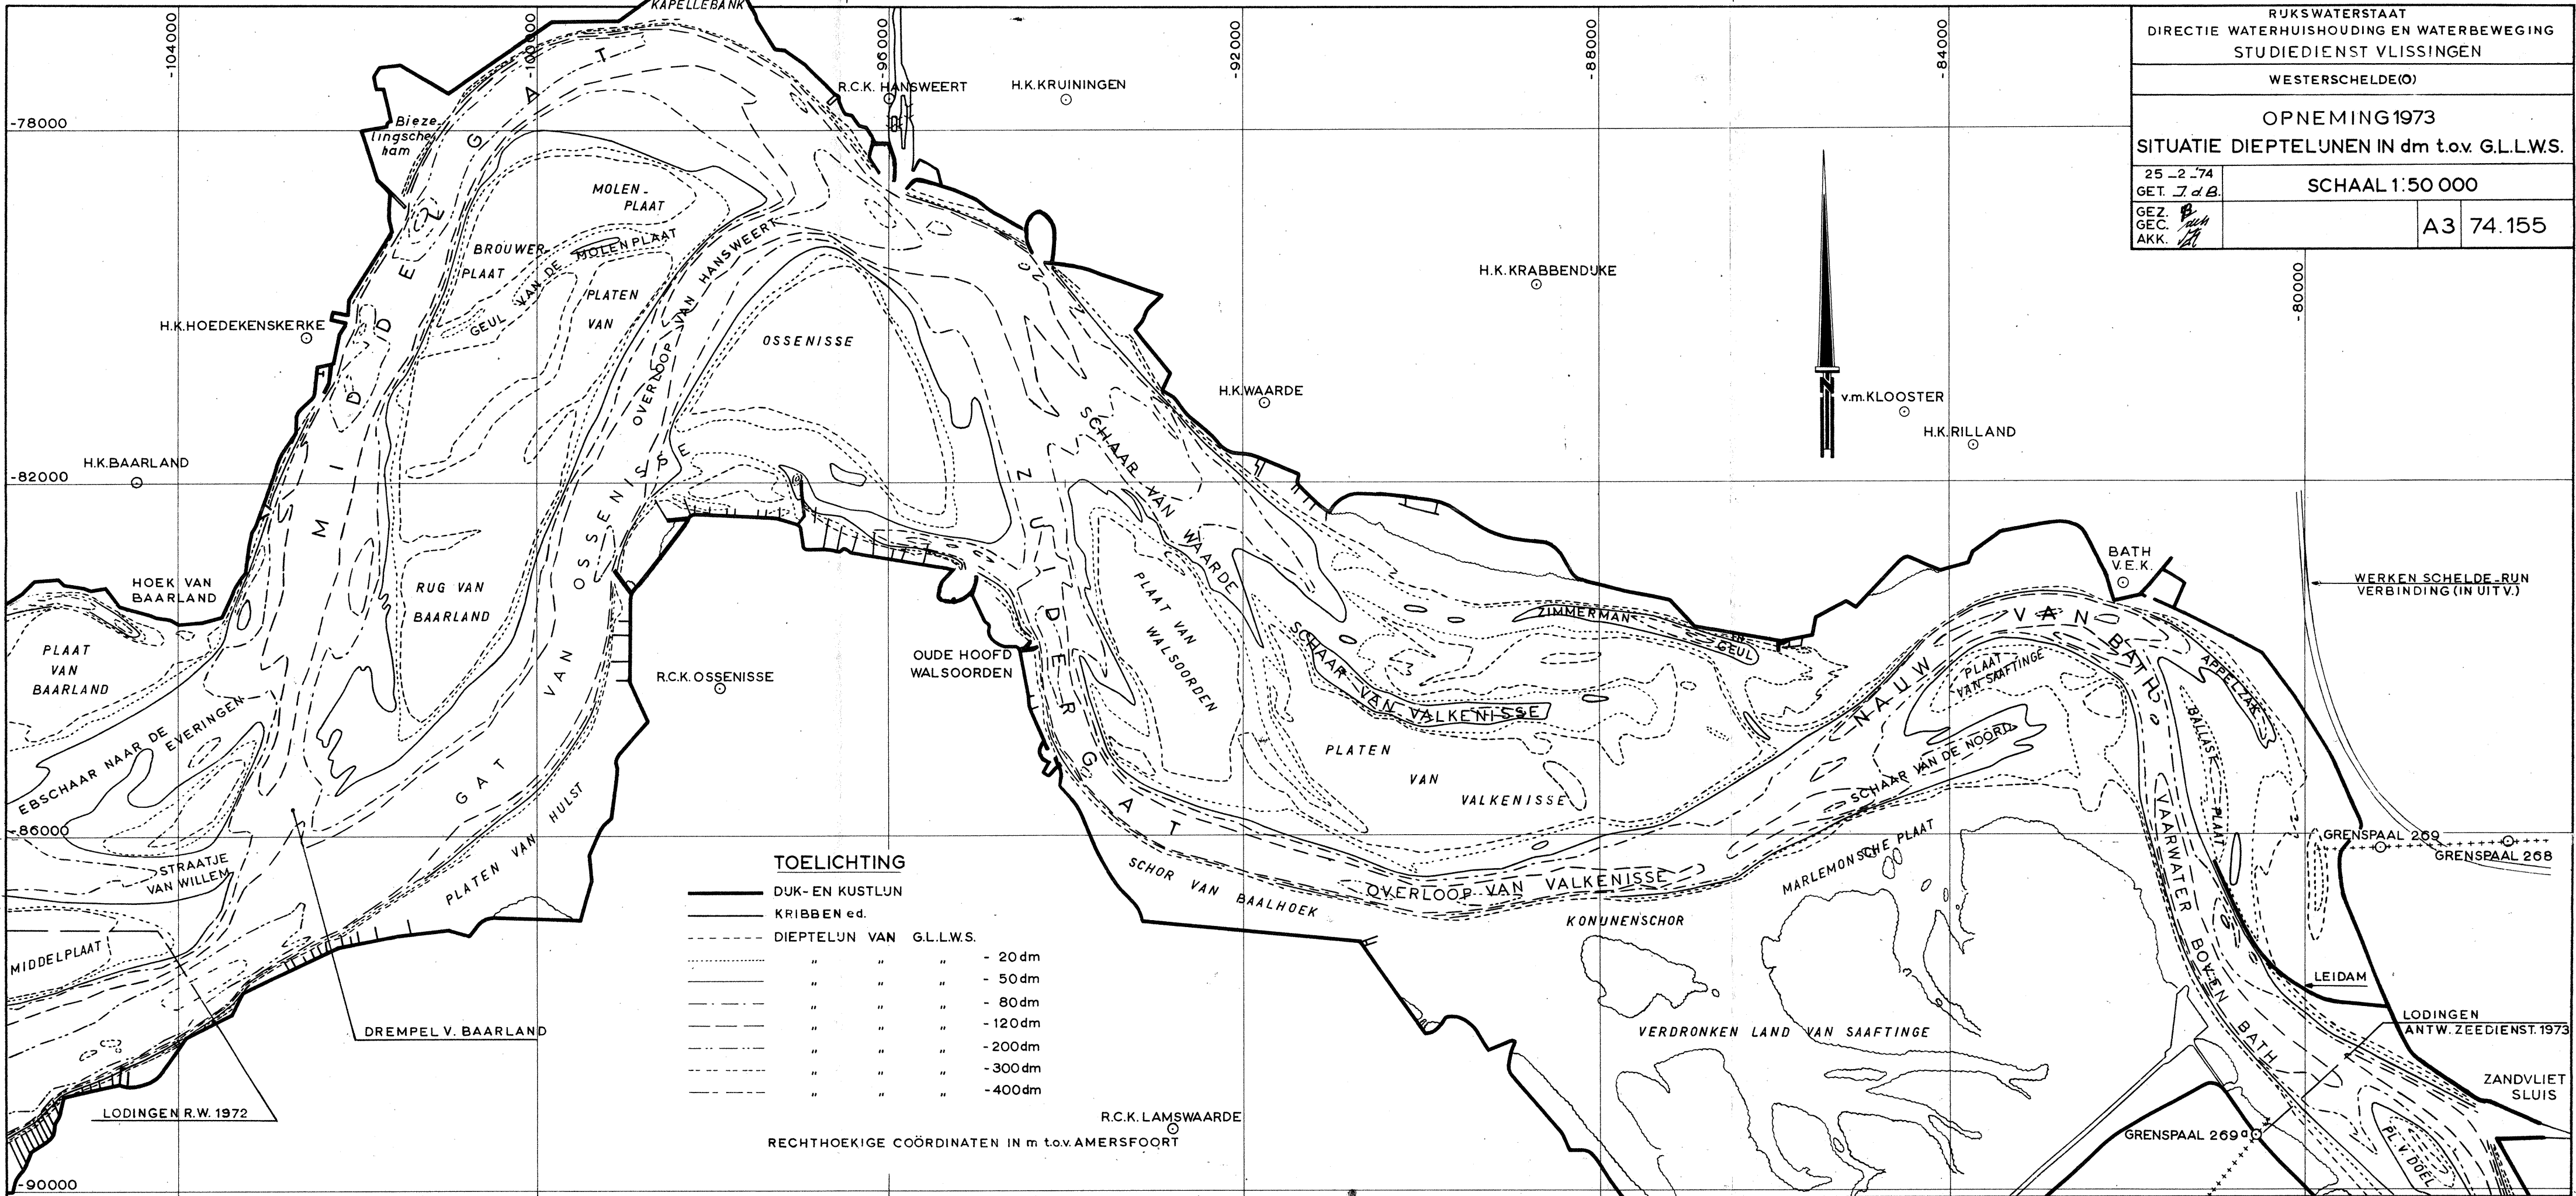 RIJKSWATERSTAAT
DIRECTIE WATERHUISHOUDING EN WATERBEWEGING
STUDIEDIENST VLISSINGEN
WESTERSCHELDE(O)
OPNEMING 1973
SITUATIE DIEPTELIJNEN IN dm t.o.v. G.L.L.W.S.
25-2-'74
GET. J.d.B.
SCHAAL 1:50 000
GEZ.
GEC.
AKK.
A3 74.155
-104000
-100000
-96000
-92000
-88000
-84000
-80000
-78000
-82000
-86000
-90000
KAPELLEBANK
R.C.K. HANSWEERT
H.K.KRUININGEN
Bieze-
lingsche
ham
MIDDELGAT
MOLEN-
PLAAT
BROUWER-
PLAAT
GEUL VAN DE MOLENPLAAT
PLATEN
VAN
OSSENISSE
OVERLOOP VAN HANSWEERT
H.K.HOEDEKENSKERKE
H.K.KRABBENDIJKE
H.K.WAARDE
v.m.KLOOSTER
H.K.RILLAND
N
H.K.BAARLAND
SCHAAR VAN WAARDE
HOEK VAN
BAARLAND
RUG VAN
BAARLAND
GAT VAN OSSENISSE
PLAAT
VAN
BAARLAND
R.C.K.OSSENISSE
OUDE HOOFD
WALSOORDEN
ZUIDERGAT
PLAAT VAN
WALSOORDEN
SCHAAR VAN VALKENISSE
ZIMMERMAN
EN
GEUL
PLATEN
VAN
VALKENISSE
NAUW VAN BATH
BATH
V.E.K.
WERKEN SCHELDE-RIJN
VERBINDING (IN UITV.)
PLAAT
VAN SAAFTINGE
APPELZAK
BALLAST
PLAAT
SCHAAR VAN DE NOORD
EBSCHAAR NAAR DE
EVERINGEN
STRAATJE
VAN WILLEM
MIDDELPLAAT
PLATEN VAN HULST
DREMPEL V. BAARLAND
LODINGEN R.W. 1972
SCHOR VAN BAALHOEK
OVERLOOP VAN VALKENISSE
MARLEMONSCHE PLAAT
KONIJNENSCHOR
VERDRONKEN LAND VAN SAAFTINGE
VAARWATER BOVEN BATH
GRENSPAAL 269
GRENSPAAL 268
LEIDAM
LODINGEN
ANTW. ZEEDIENST. 1973
ZANDVLIET
SLUIS
GRENSPAAL 269a
PL. V. DOEL
TOELICHTING
DIJK- EN KUSTLIJN
KRIBBEN ed.
DIEPTELIJN VAN G.L.L.W.S.
" " " - 20dm
" " " - 50dm
" " " - 80dm
" " " -120dm
" " " -200dm
" " " -300dm
" " " -400dm
R.C.K. LAMSWAARDE
RECHTHOEKIGE COÖRDINATEN IN m t.o.v. AMERSFOORT